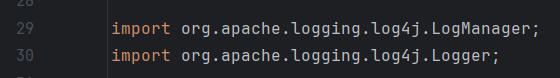 29 import org.apache.logging.log4j.LogManager;
30 import org.apache.logging.log4j.Logger;